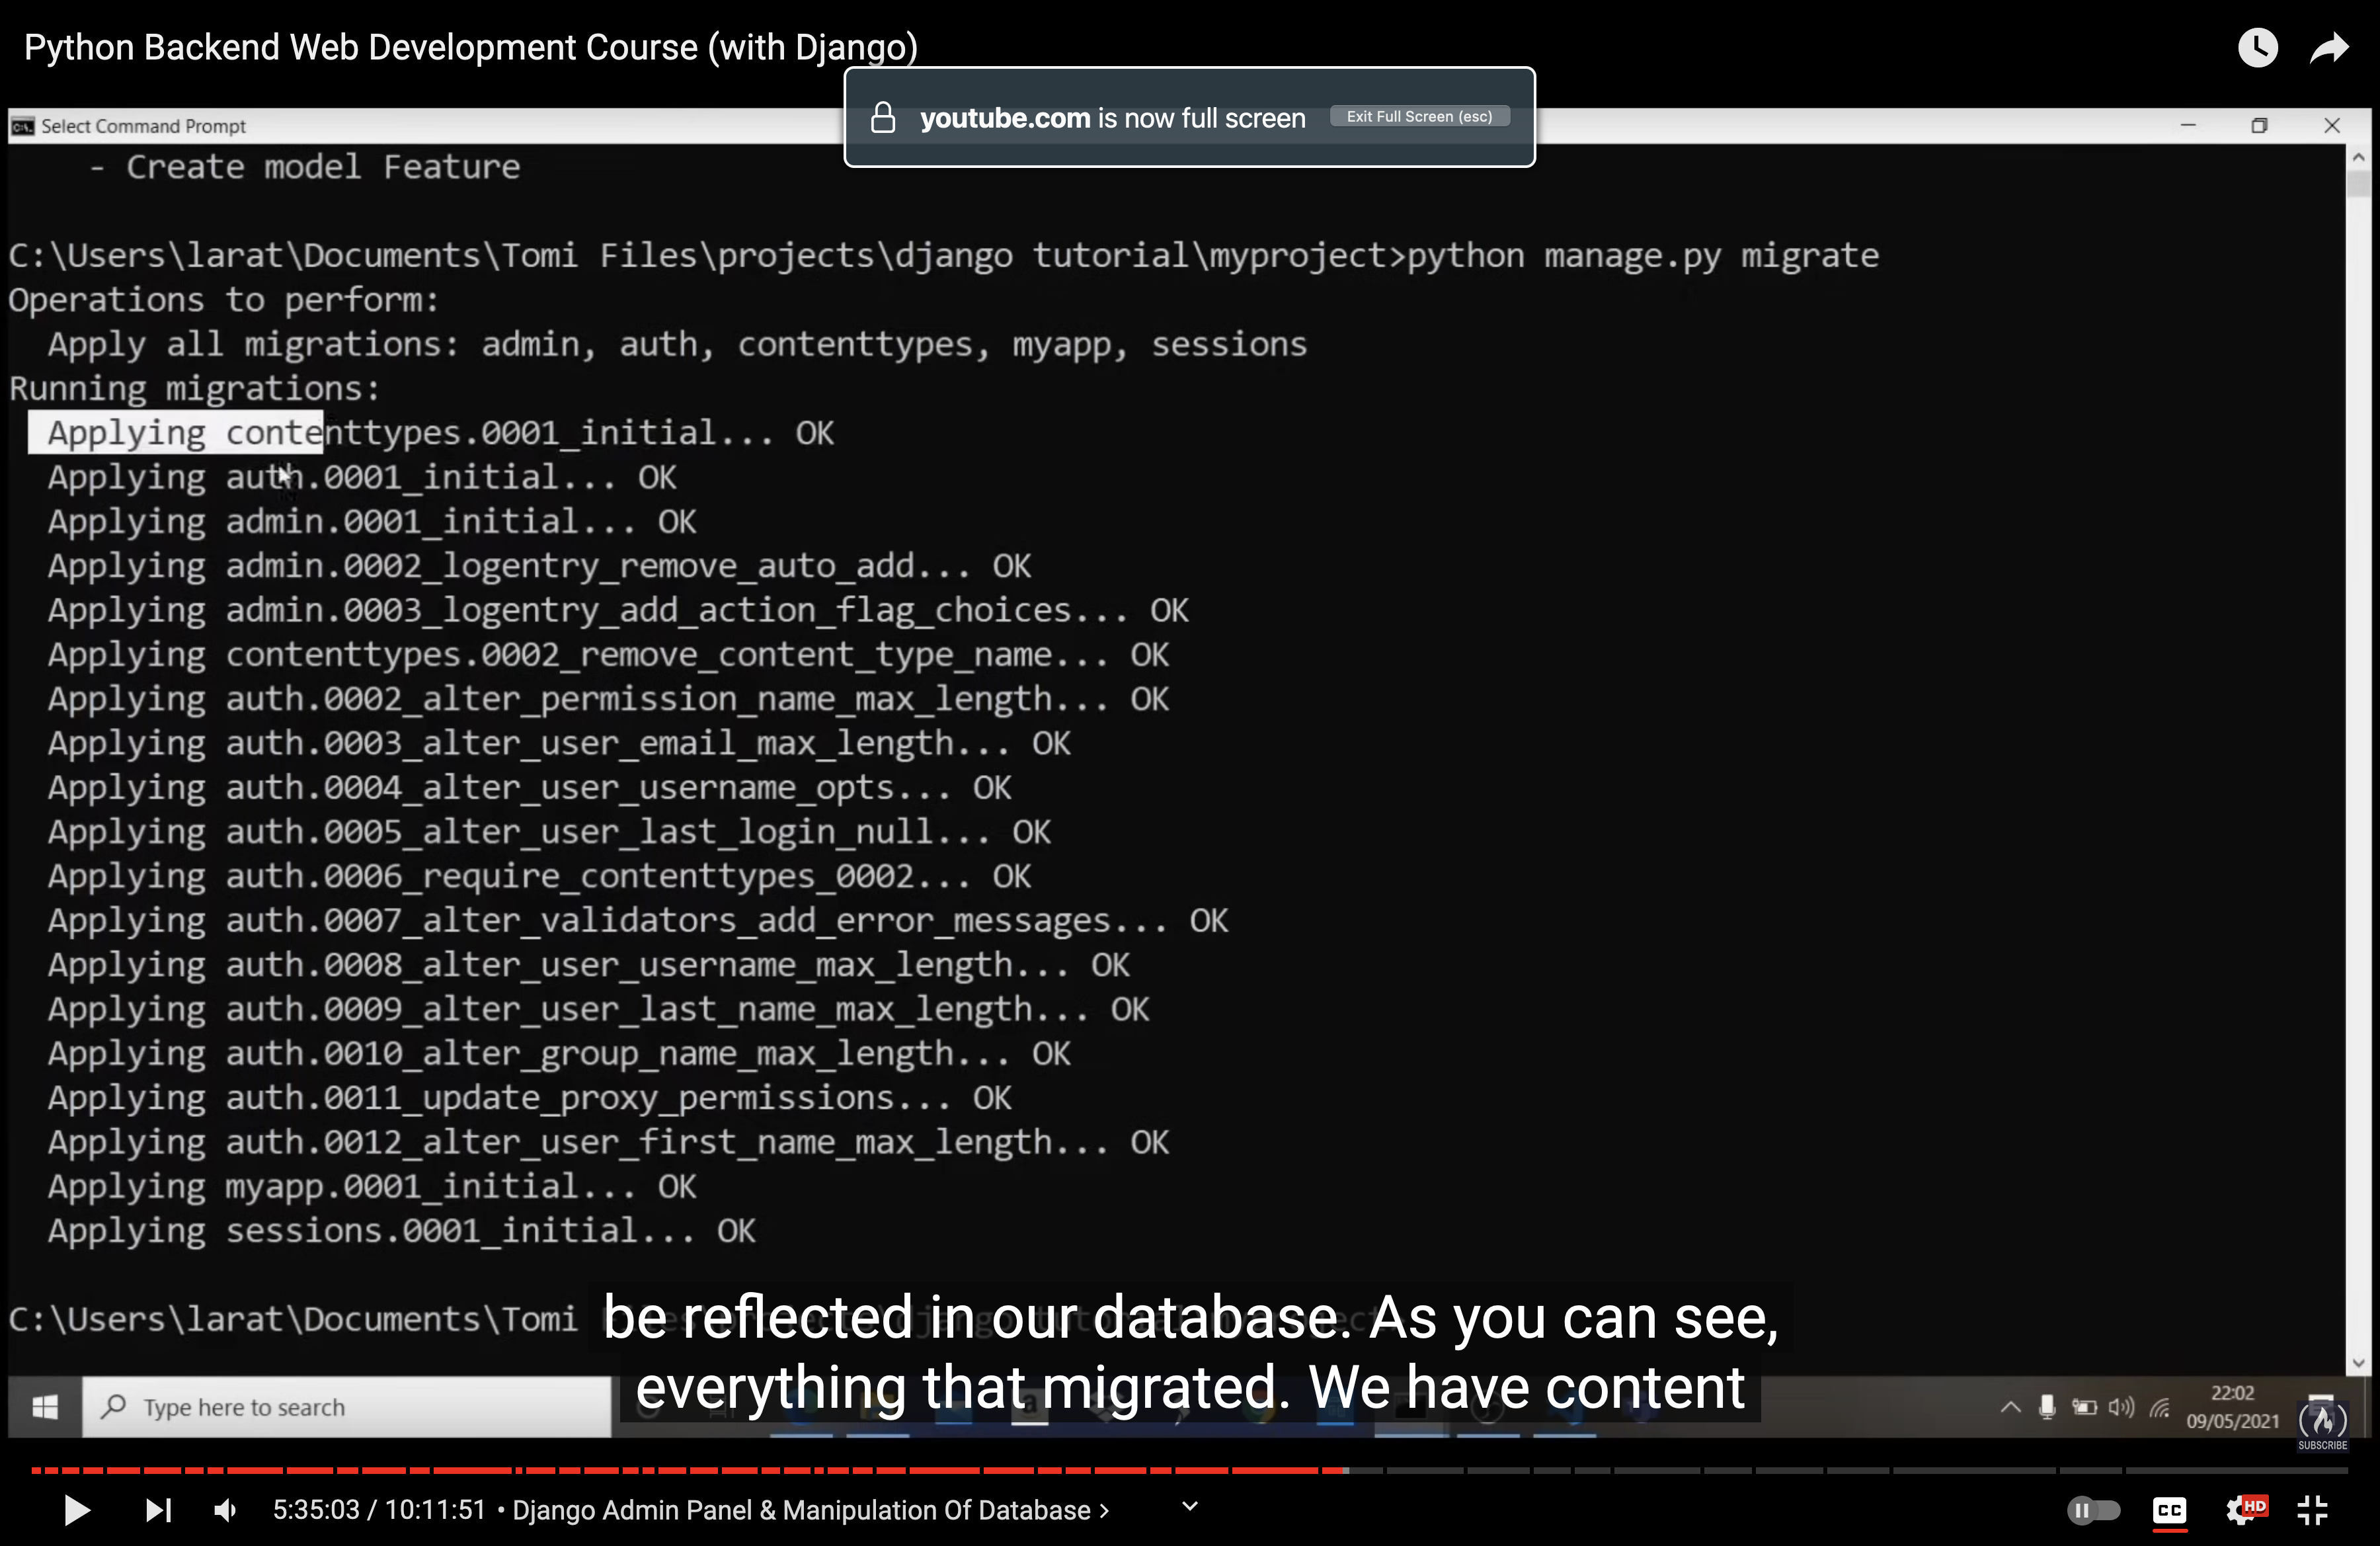 Python Backend Web Development Course (with Django)
youtube.com is now full screen Exit Full Screen (esc)
Select Command Prompt
- Create model Feature
C:\Users\larat\Documents\Tomi Files\projects\django tutorial\myproject>python manage.py migrate
Operations to perform:
Apply all migrations: admin, auth, contenttypes, myapp, sessions
Running migrations:
Applying contenttypes.0001_initial... OK
Applying auth.0001_initial... OK
Applying admin.0001_initial... OK
Applying admin.0002_logentry_remove_auto_add... OK
Applying admin.0003_logentry_add_action_flag_choices... OK
Applying contenttypes.0002_remove_content_type_name... OK
Applying auth.0002_alter_permission_name_max_length... OK
Applying auth.0003_alter_user_email_max_length... OK
Applying auth.0004_alter_user_username_opts... OK
Applying auth.0005_alter_user_last_login_null... OK
Applying auth.0006_require_contenttypes_0002... OK
Applying auth.0007_alter_validators_add_error_messages... OK
Applying auth.0008_alter_user_username_max_length... OK
Applying auth.0009_alter_user_last_name_max_length... OK
Applying auth.0010_alter_group_name_max_length... OK
Applying auth.0011_update_proxy_permissions... OK
Applying auth.0012_alter_user_first_name_max_length... OK
Applying myapp.0001_initial... OK
Applying sessions.0001_initial... OK
C:\Users\larat\Documents\Tomi
be reflected in our database. As you can see,
everything that migrated. We have content
Type here to search
22:02
09/05/2021
SUBSCRIBE
5:35:03 / 10:11:51 • Django Admin Panel & Manipulation Of Database >
CC
HD